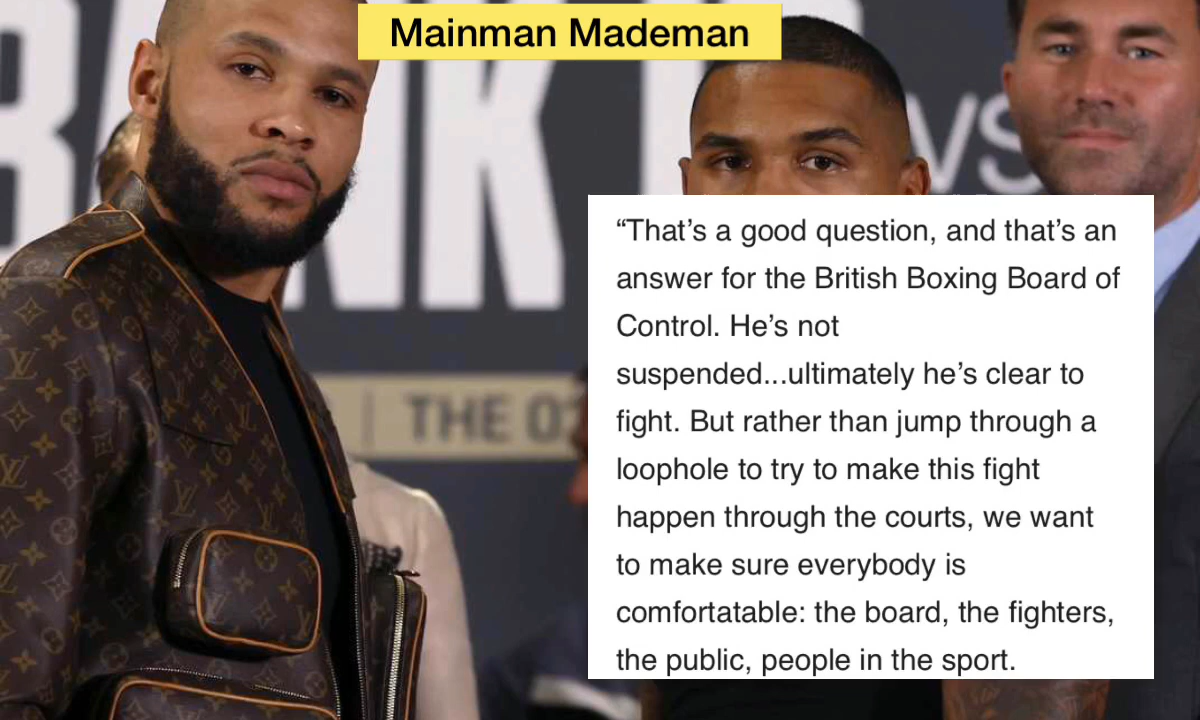 Mainman Mademan
BANK
VS
THE 0
“That’s a good question, and that’s an
answer for the British Boxing Board of
Control. He’s not
suspended...ultimately he’s clear to
fight. But rather than jump through a
loophole to try to make this fight
happen through the courts, we want
to make sure everybody is
comfortatable: the board, the fighters,
the public, people in the sport.